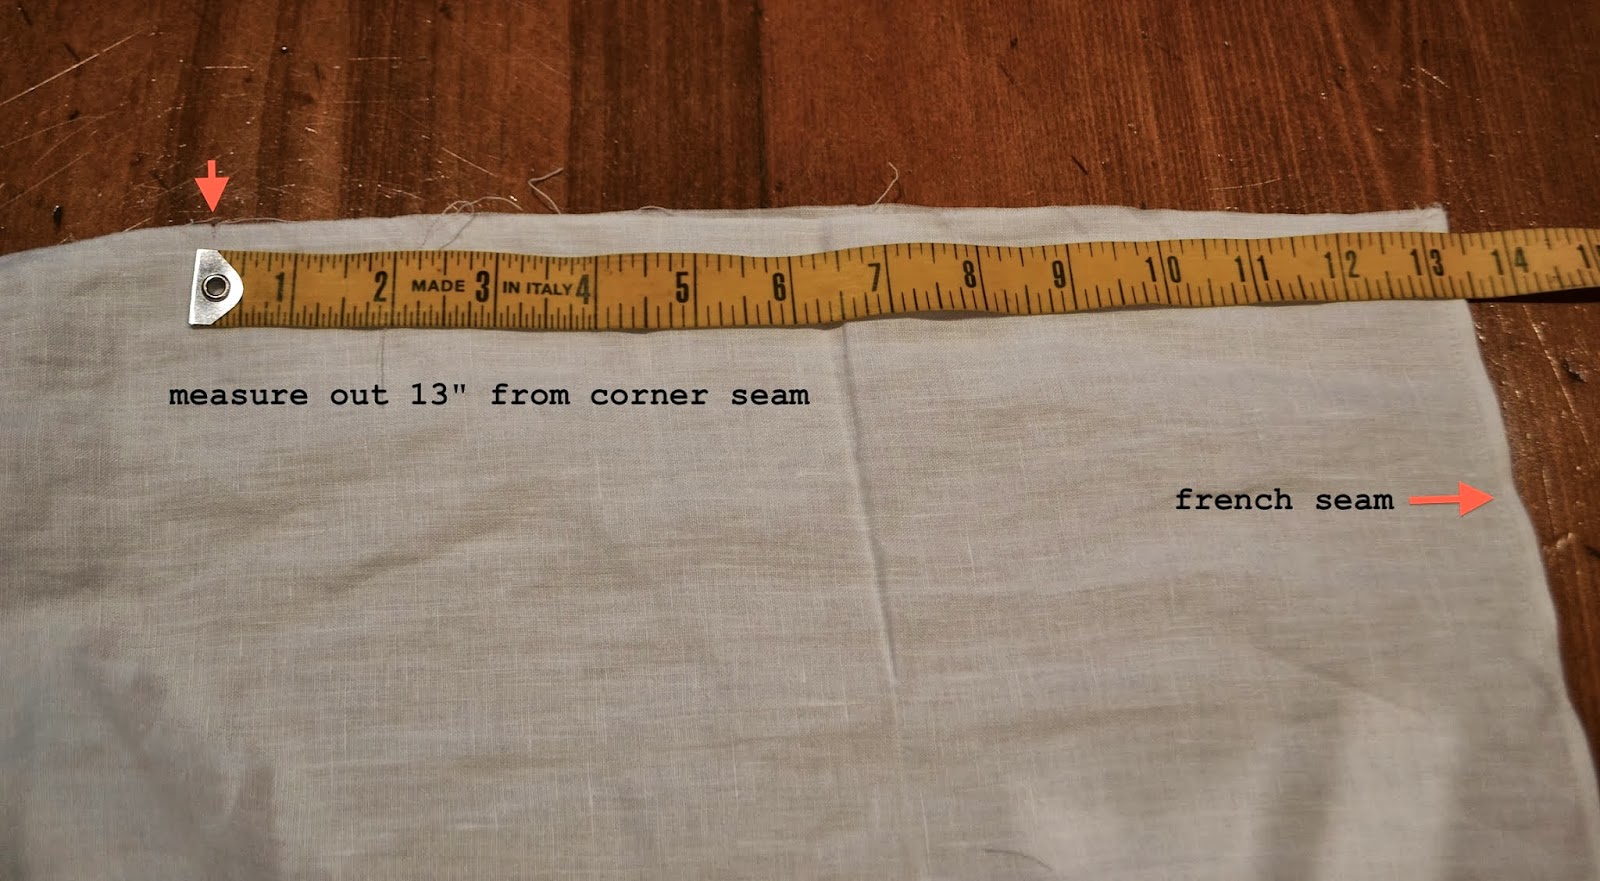 1 2 MADE 3 IN ITALY 4 5 6 7 8 9 10 11 12 13 14
measure out 13" from corner seam
french seam